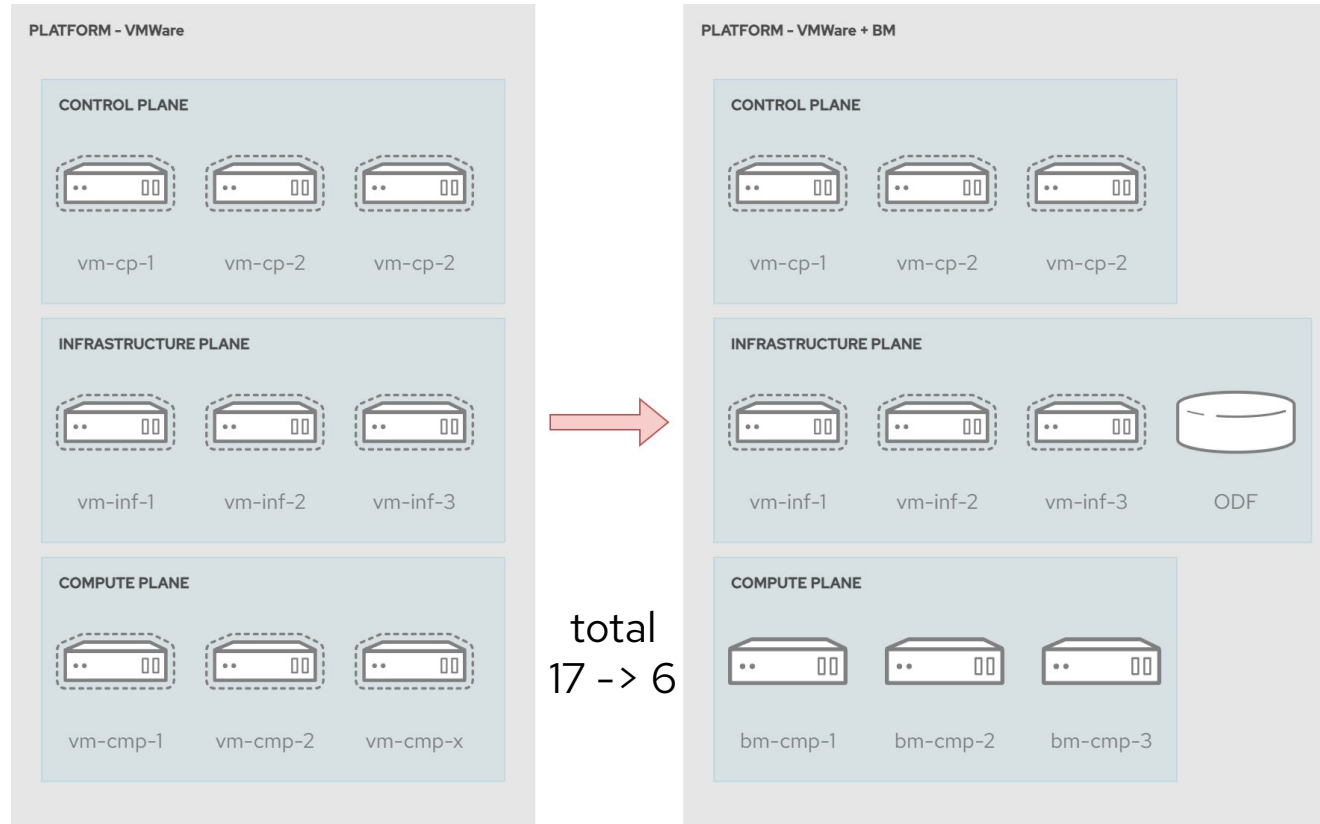 PLATFORM - VMWare
CONTROL PLANE
vm-cp-1 vm-cp-2 vm-cp-2
INFRASTRUCTURE PLANE
vm-inf-1 vm-inf-2 vm-inf-3
COMPUTE PLANE
vm-cmp-1 vm-cmp-2 vm-cmp-x
total
17 -> 6
PLATFORM - VMWare + BM
CONTROL PLANE
vm-cp-1 vm-cp-2 vm-cp-2
INFRASTRUCTURE PLANE
vm-inf-1 vm-inf-2 vm-inf-3 ODF
COMPUTE PLANE
bm-cmp-1 bm-cmp-2 bm-cmp-3